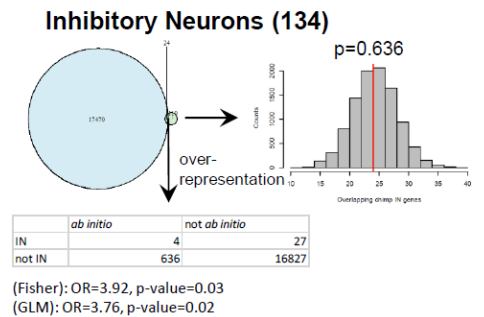 Inhibitory Neurons (134)
24
p=0.636
17470
over-
representation
Counts
0 500 1000 1500 2000
10 15 20 25 30 35 40
Overlapping chimp IN genes
ab initio not ab initio
IN 4 27
not IN 636 16827
(Fisher): OR=3.92, p-value=0.03
(GLM): OR=3.76, p-value=0.02